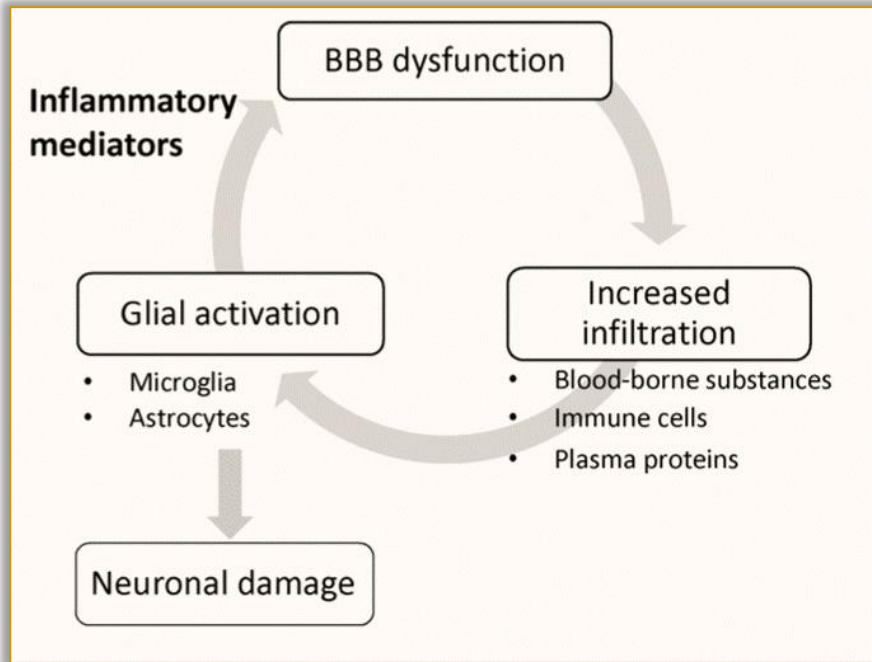 BBB dysfunction
Inflammatory
mediators
Glial activation
• Microglia
• Astrocytes
Increased
infiltration
• Blood-borne substances
• Immune cells
• Plasma proteins
Neuronal damage